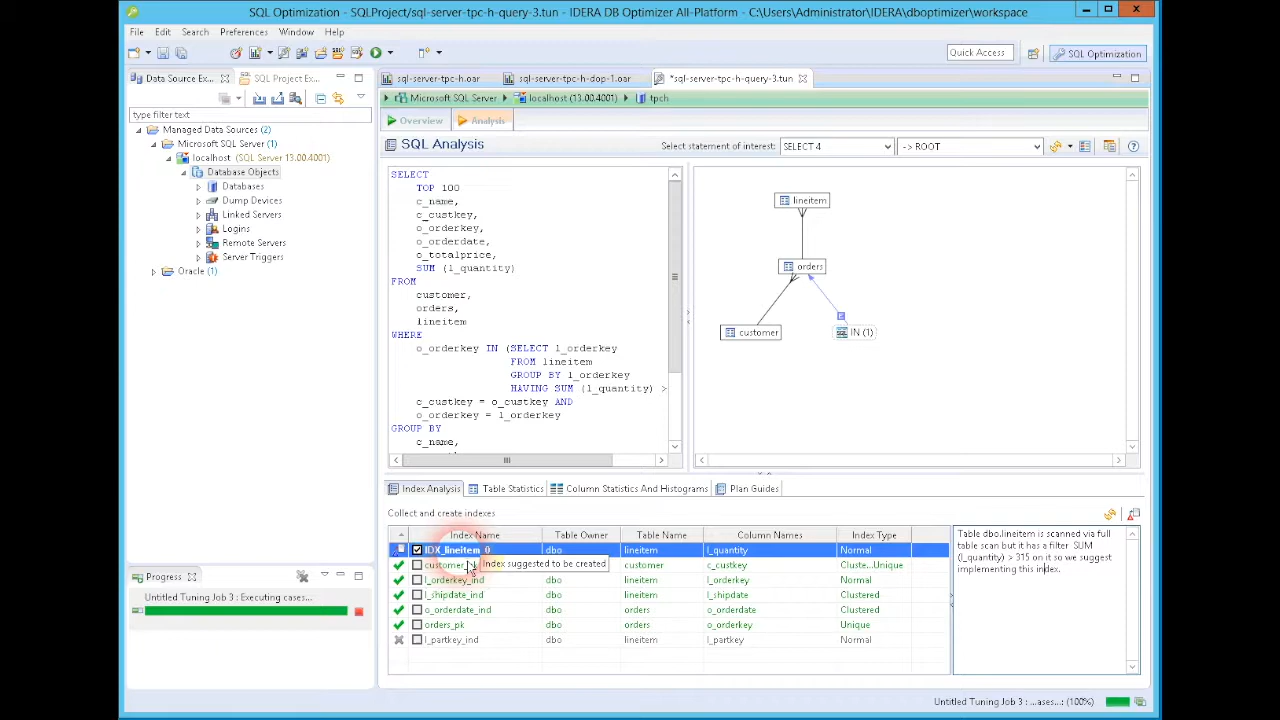 SQL Optimization - SQLProject/sql-server-tpc-h-query-3.tun - IDERA DB Optimizer All-Platform - C:\Users\Administrator\IDERA\dboptimizer\workspace
File Edit Search Preferences Window Help
Quick Access
SQL Optimization
Data Source Ex...
SQL Project Ex...
type filter text
Managed Data Sources (2)
Microsoft SQL Server (1)
localhost (SQL Server 13.00.4001)
Database Objects
Databases
Dump Devices
Linked Servers
Logins
Remote Servers
Server Triggers
Oracle (1)
Progress
Untitled Tuning Job 3 : Executing cases...
sql-server-tpc-h.oar
sql-server-tpc-h-dop-1.oar
*sql-server-tpc-h-query-3.tun
Microsoft SQL Server
localhost (13.00.4001)
tpch
Overview
Analysis
SQL Analysis
Select statement of interest:
SELECT 4
-> ROOT
SELECT
TOP 100
c_name,
c_custkey,
o_orderkey,
o_orderdate,
o_totalprice,
SUM (l_quantity)
FROM
customer,
orders,
lineitem
WHERE
o_orderkey IN (SELECT l_orderkey
FROM lineitem
GROUP BY l_orderkey
HAVING SUM (l_quantity) >
c_custkey = o_custkey AND
o_orderkey = l_orderkey
GROUP BY
c_name,
lineitem
orders
customer
IN (1)
Index Analysis
Table Statistics
Column Statistics And Histograms
Plan Guides
Collect and create indexes
Index Name Table Owner Table Name Column Names Index Type
IDX_lineitem_0 dbo lineitem l_quantity Normal
customer customer c_custkey Cluste...Unique
Index suggested to be created
l_orderkey_ind dbo lineitem l_orderkey Normal
l_shipdate_ind dbo lineitem l_shipdate Clustered
o_orderdate_ind dbo orders o_orderdate Clustered
orders_pk dbo orders o_orderkey Unique
l_partkey_ind dbo lineitem l_partkey Normal
Table dbo.lineitem is scanned via full
table scan but it has a filter SUM
(l_quantity) > 315 on it so we suggest
implementing this index.
Untitled Tuning Job 3 : ...ases...: (100%)